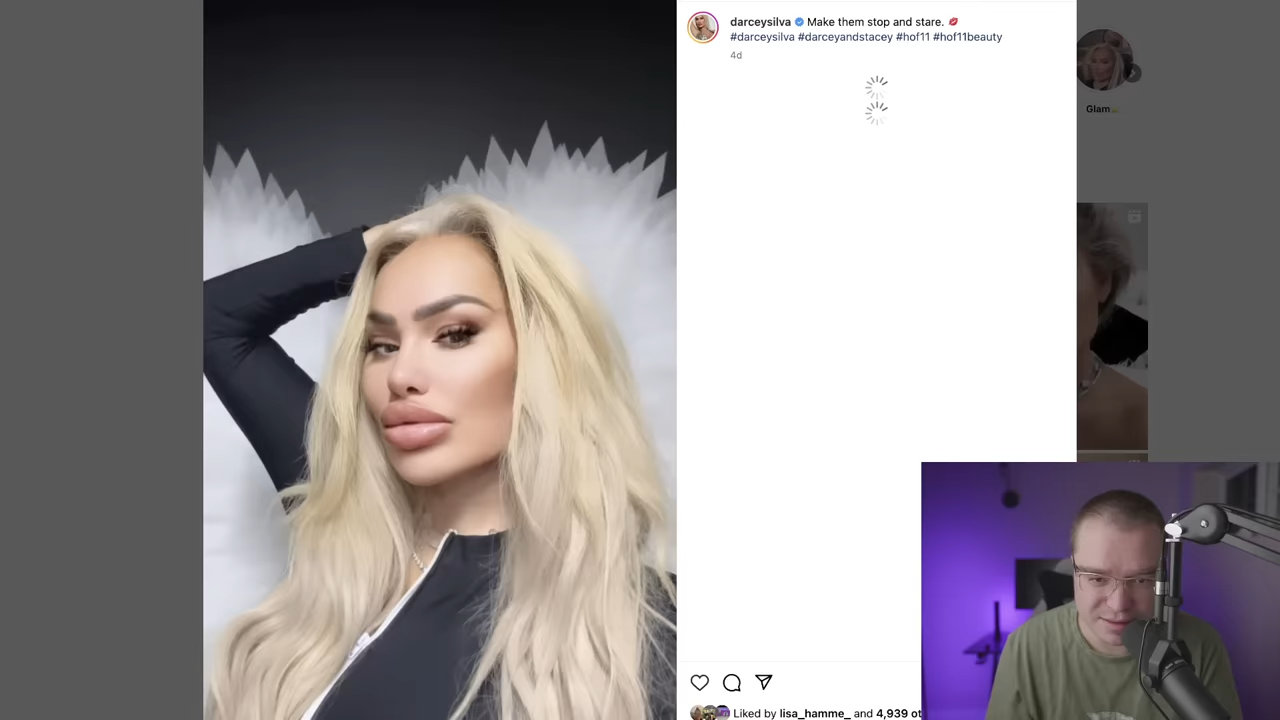 darceysilva Make them stop and stare. 💋
#darceysilva #darceyandstacey #hof11 #hof11beauty
4d
Glam
Liked by lisa_hamme_ and 4,939 ot